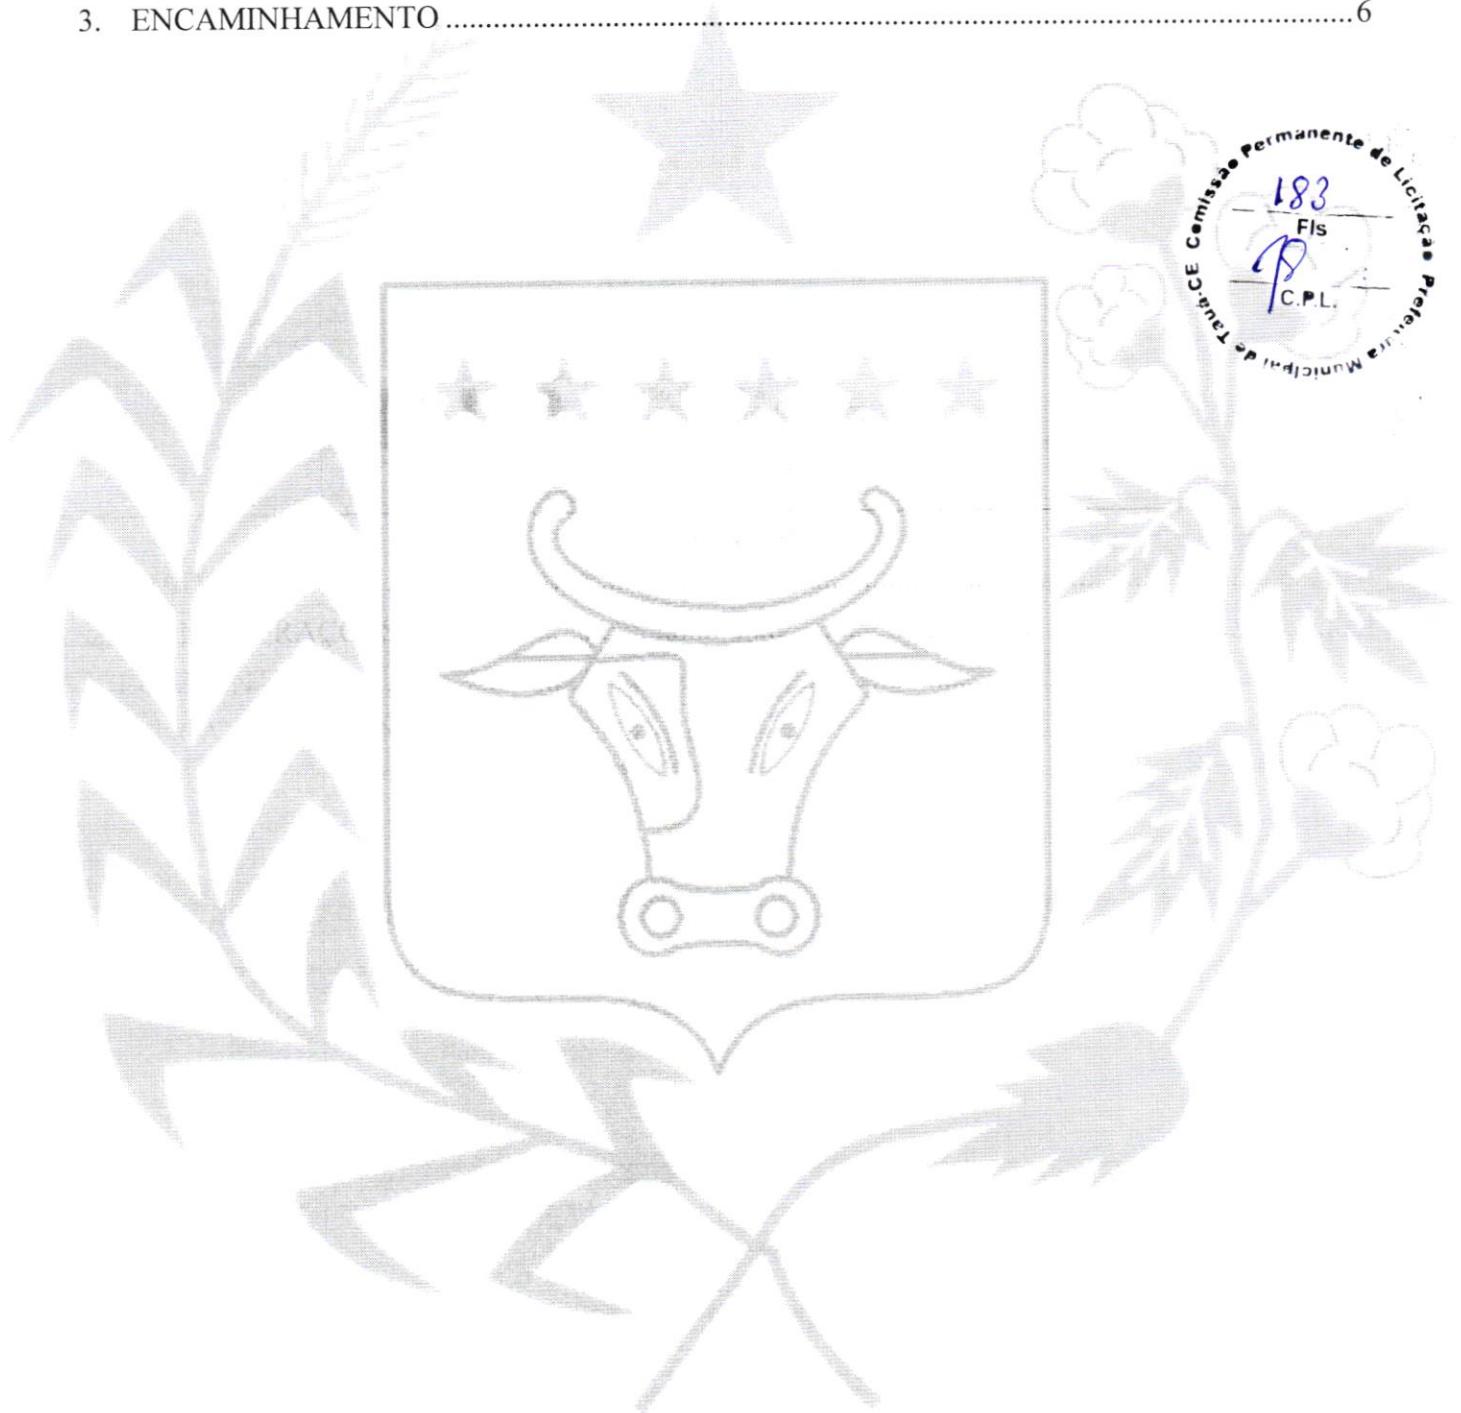 3. ENCAMINHAMENTO ........................................................................................................ 6
Comissão Permanente de Licitação Prefeitura Municipal de Tauá-CE
183
Fls
C.P.L.